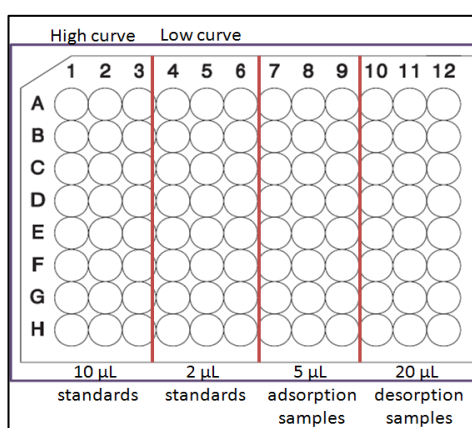 High curve Low curve
1 2 3 4 5 6 7 8 9 10 11 12
A
B
C
D
E
F
G
H
10 µL 2 µL 5 µL 20 µL
standards standards adsorption desorption
samples samples